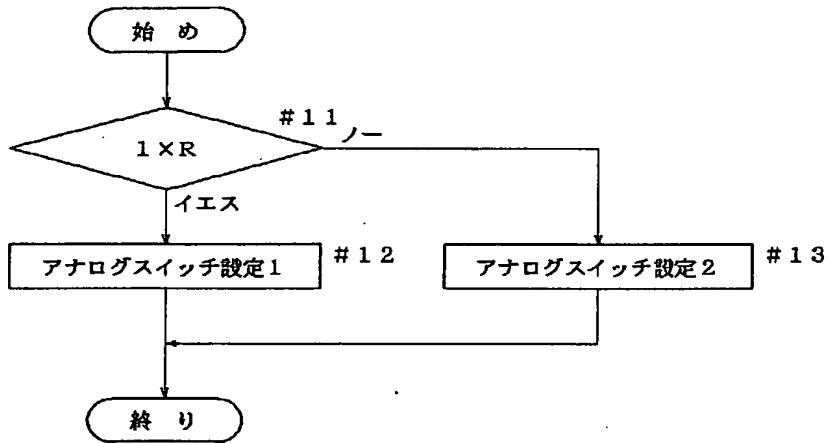 始 め
#11
ノー
1×R
イエス
アナログスイッチ設定1
#12
アナログスイッチ設定2
#13
終 り